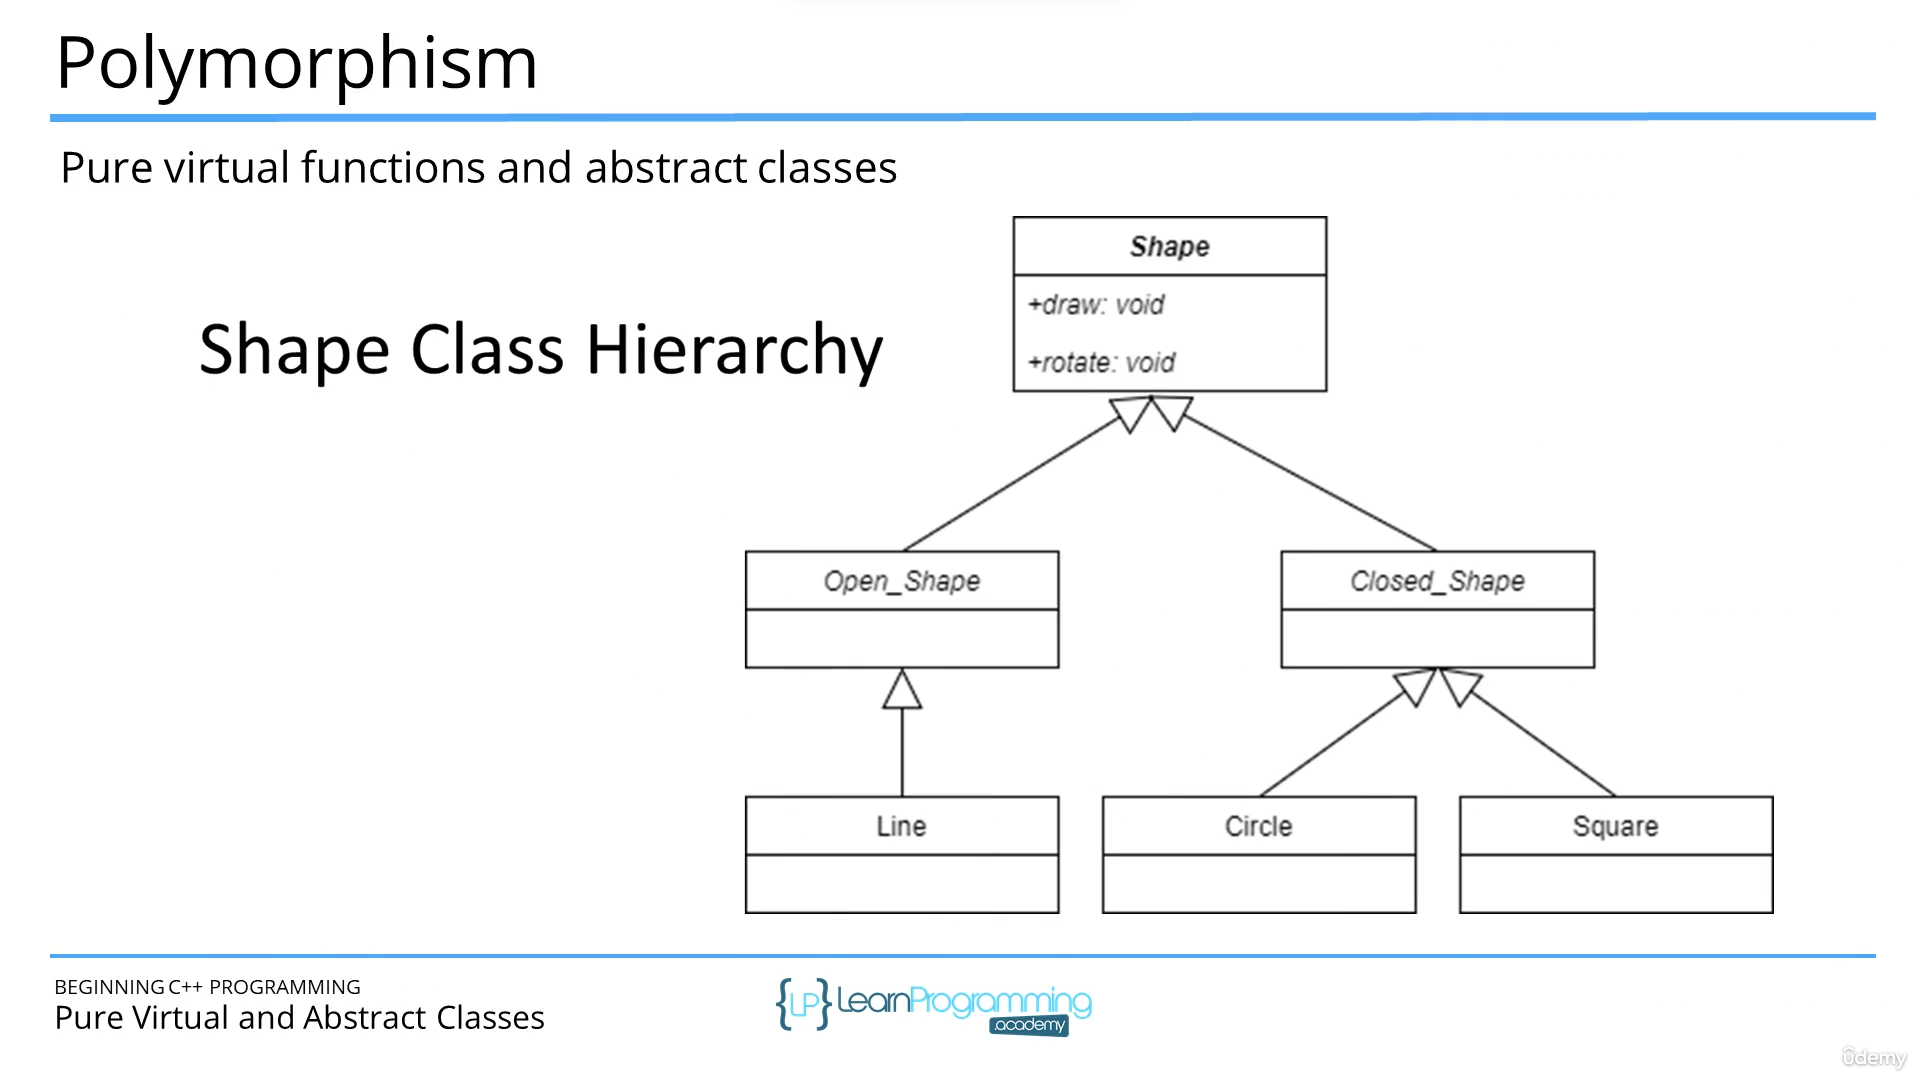 Polymorphism
Pure virtual functions and abstract classes
Shape Class Hierarchy
Shape
+draw: void
+rotate: void
Open_Shape
Closed_Shape
Line
Circle
Square
BEGINNING C++ PROGRAMMING
Pure Virtual and Abstract Classes
{LP} LearnProgramming
academy
ûdemy